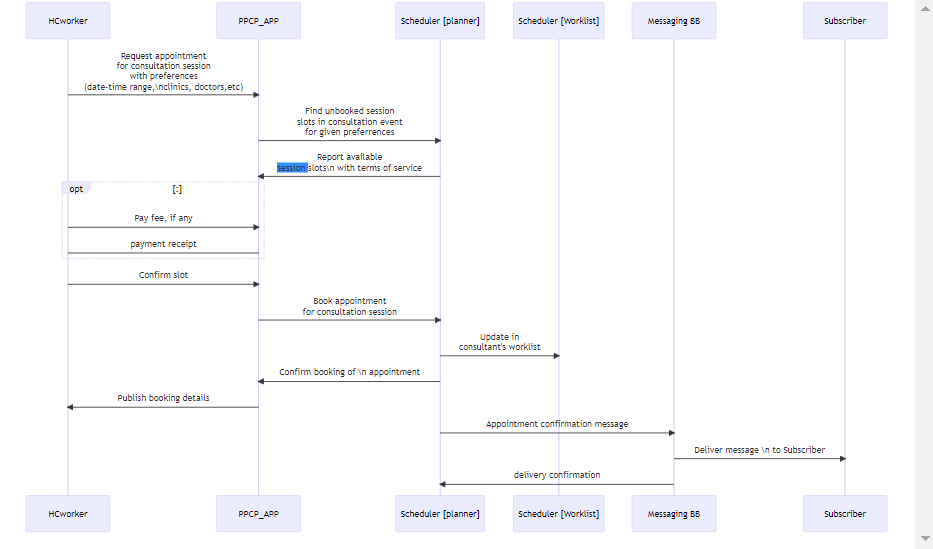 HCworker
PPCP_APP
Scheduler [planner]
Scheduler [Worklist]
Messaging BB
Subscriber
Request appointment
for consultation session
with preferences
(date-time range,\nclinics, doctors,etc)
Find unbooked session
slots in consultation event
for given preferrences
Report available
session slots\n with terms of service
opt
[:]
Pay fee, if any
payment receipt
Confirm slot
Book appointment
for consultation session
Update in
consultant's worklist
Confirm booking of \n appointment
Publish booking details
Appointment confirmation message
Deliver message \n to Subscriber
delivery confirmation
HCworker
PPCP_APP
Scheduler [planner]
Scheduler [Worklist]
Messaging BB
Subscriber